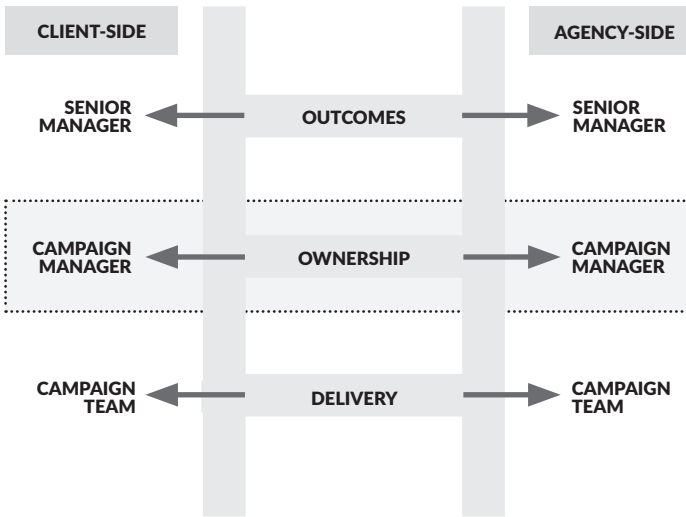 CLIENT-SIDE
AGENCY-SIDE
SENIOR
MANAGER
OUTCOMES
SENIOR
MANAGER
CAMPAIGN
MANAGER
OWNERSHIP
CAMPAIGN
MANAGER
CAMPAIGN
TEAM
DELIVERY
CAMPAIGN
TEAM